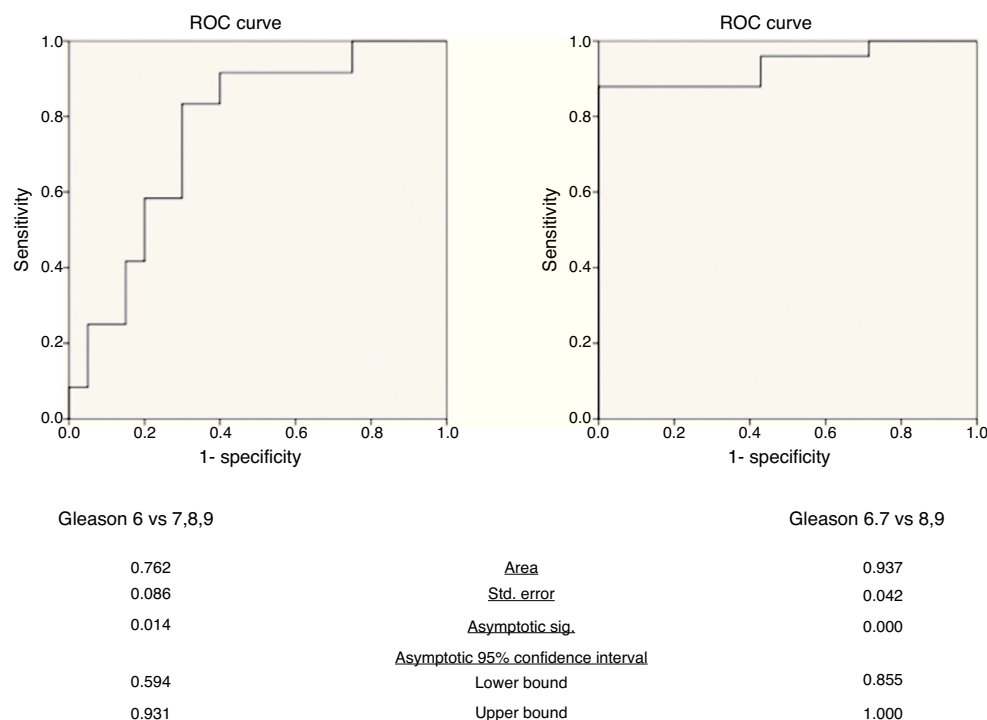 ROC curve
1.0
0.8
0.6
0.4
0.2
0.0
Sensitivity
0.0 0.2 0.4 0.6 0.8 1.0
1- specificity
ROC curve
1.0
0.8
0.6
0.4
0.2
0.0
Sensitivity
0.0 0.2 0.4 0.6 0.8 1.0
1- specificity
Gleason 6 vs 7,8,9 Gleason 6.7 vs 8,9
0.762 Area 0.937
0.086 Std. error 0.042
0.014 Asymptotic sig. 0.000
Asymptotic 95% confidence interval
0.594 Lower bound 0.855
0.931 Upper bound 1.000